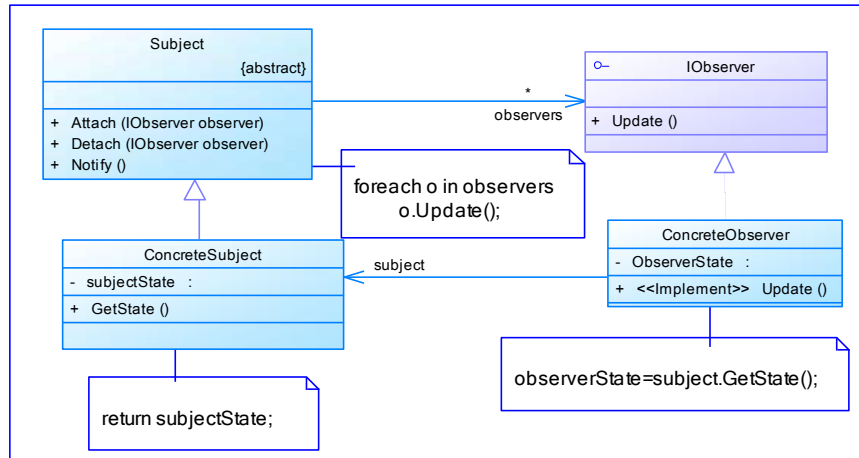 Subject
{abstract}
+ Attach (IObserver observer)
+ Detach (IObserver observer)
+ Notify ()
*
observers
IObserver
+ Update ()
foreach o in observers
o.Update();
ConcreteSubject
- subjectState :
+ GetState ()
subject
ConcreteObserver
- ObserverState :
+ <<Implement>> Update ()
return subjectState;
observerState=subject.GetState();